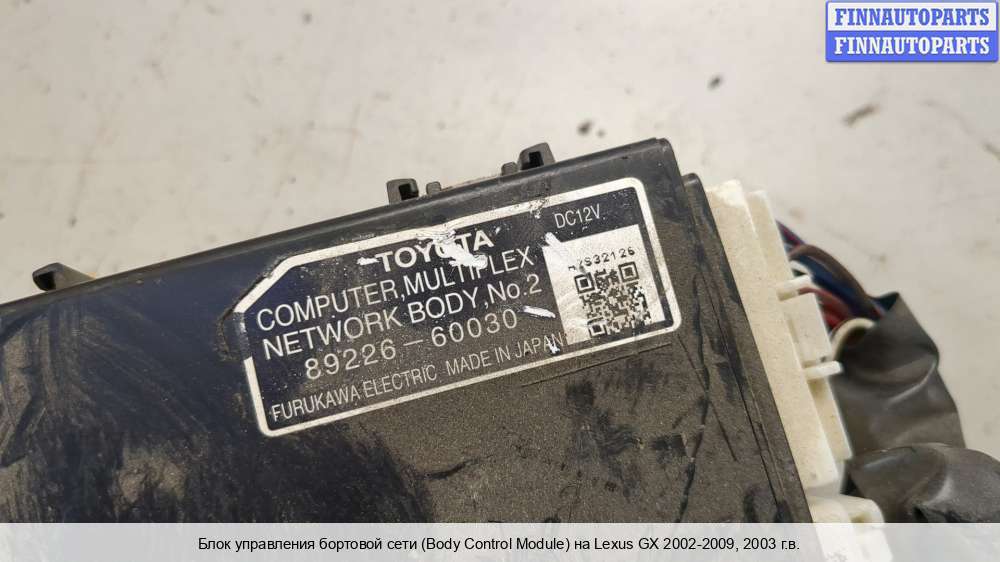 FINNAUTOPARTS
FINNAUTOPARTS
TOYOTA
DC12V.
COMPUTER,MULTIPLEX
NETWORK BODY,No.2
89226-60030
FURUKAWA ELECTRIC MADE IN JAPAN
Блок управления бортовой сети (Body Control Module) на Lexus GX 2002-2009, 2003 г.в.